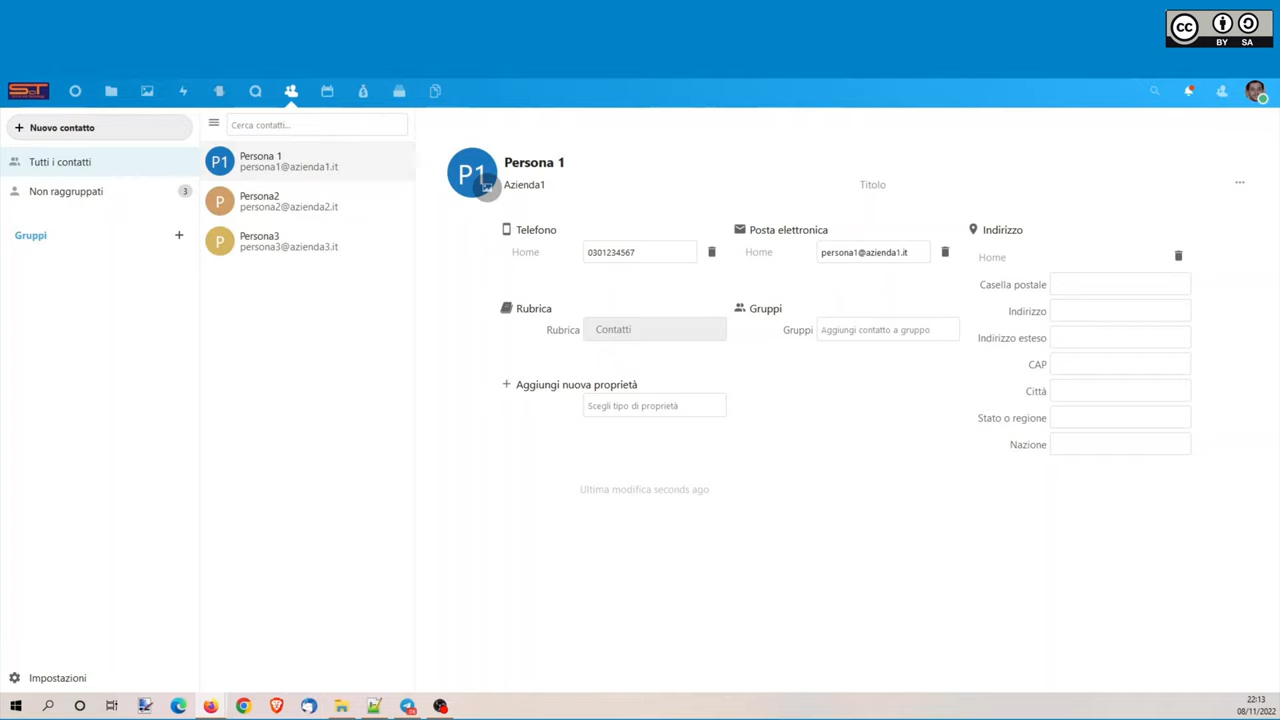 CC
BY SA
S&T
Nuovo contatto
Cerca contatti...
Tutti i contatti
Non raggruppati 3
Gruppi
P1
Persona 1
persona1@azienda1.it
P
Persona2
persona2@azienda2.it
P
Persona3
persona3@azienda3.it
P1
Persona 1
Azienda1
Titolo
Telefono
Home
0301234567
Posta elettronica
Home
persona1@azienda1.it
Indirizzo
Home
Casella postale
Indirizzo
Indirizzo esteso
CAP
Città
Stato o regione
Nazione
Rubrica
Rubrica
Contatti
Gruppi
Gruppi
Aggiungi contatto a gruppo
Aggiungi nuova proprietà
Scegli tipo di proprietà
Ultima modifica seconds ago
Impostazioni
22:13
08/11/2022